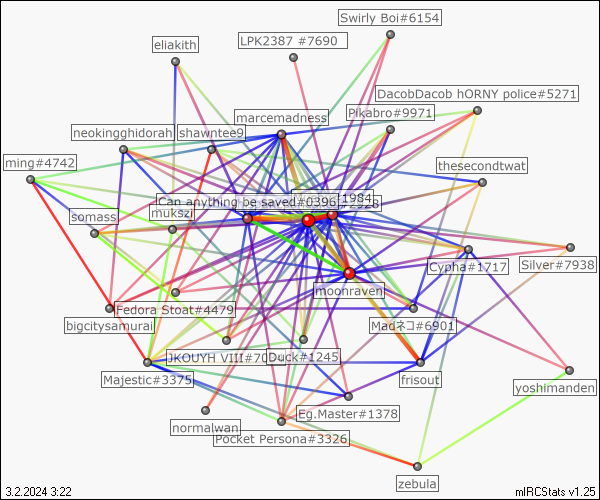 Swirly Boi#6154
eliakith
LPK2387 #7690
DacobDacob hORNY police#5271
marcemadness
Pikabro#9971
neokingghidorah
shawntee9
ming#4742
thesecondtwat
Can anything be saved#0396
somass
mukszi
Cypha#1717
Silver#7938
moonraven
Fedora Stoat#4479
bigcitysamurai
Madネコ#6901
JKOUYH VIII#70
Duck#1245
Majestic#3375
frisout
yoshimanden
Eg.Master#1378
normalwan
Pocket Persona#3326
zebula
3.2.2024 3:22
mIRCStats v1.25